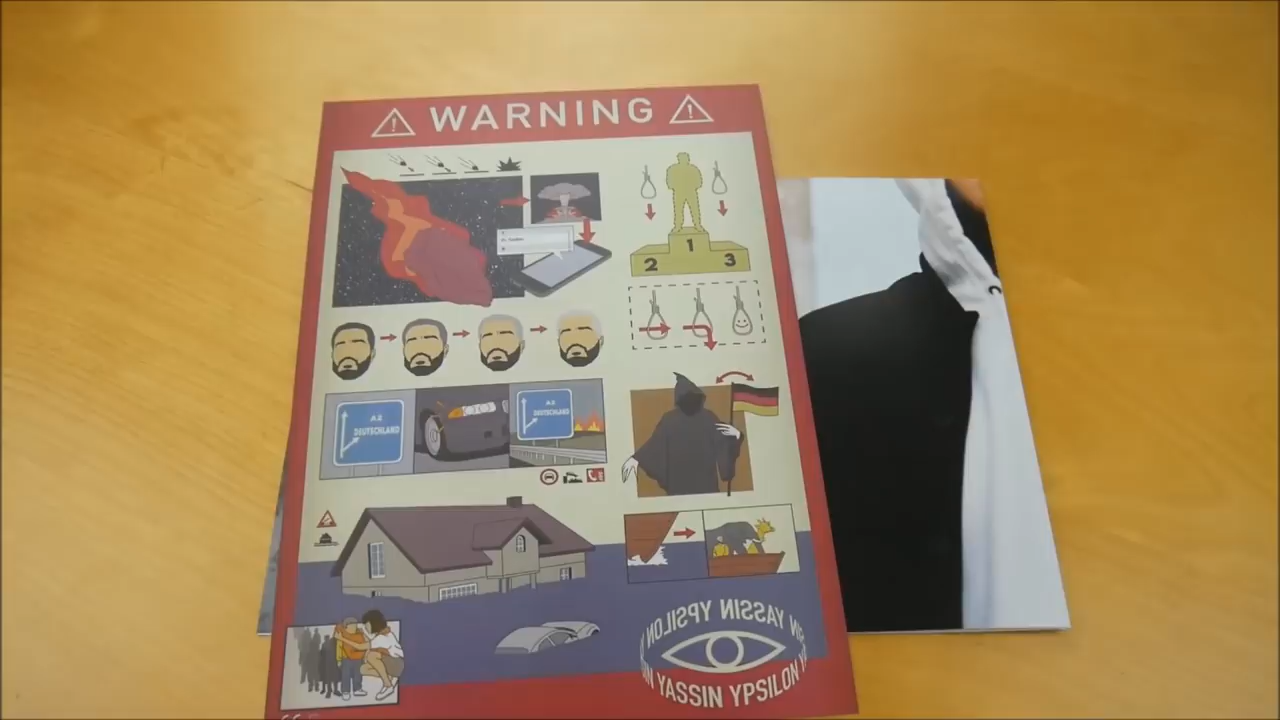 WARNING
1
2
3
A2
DEUTSCHLAND
A2
DEUTSCHLAND
YASSIN YPSILON YASSIN YPSILON